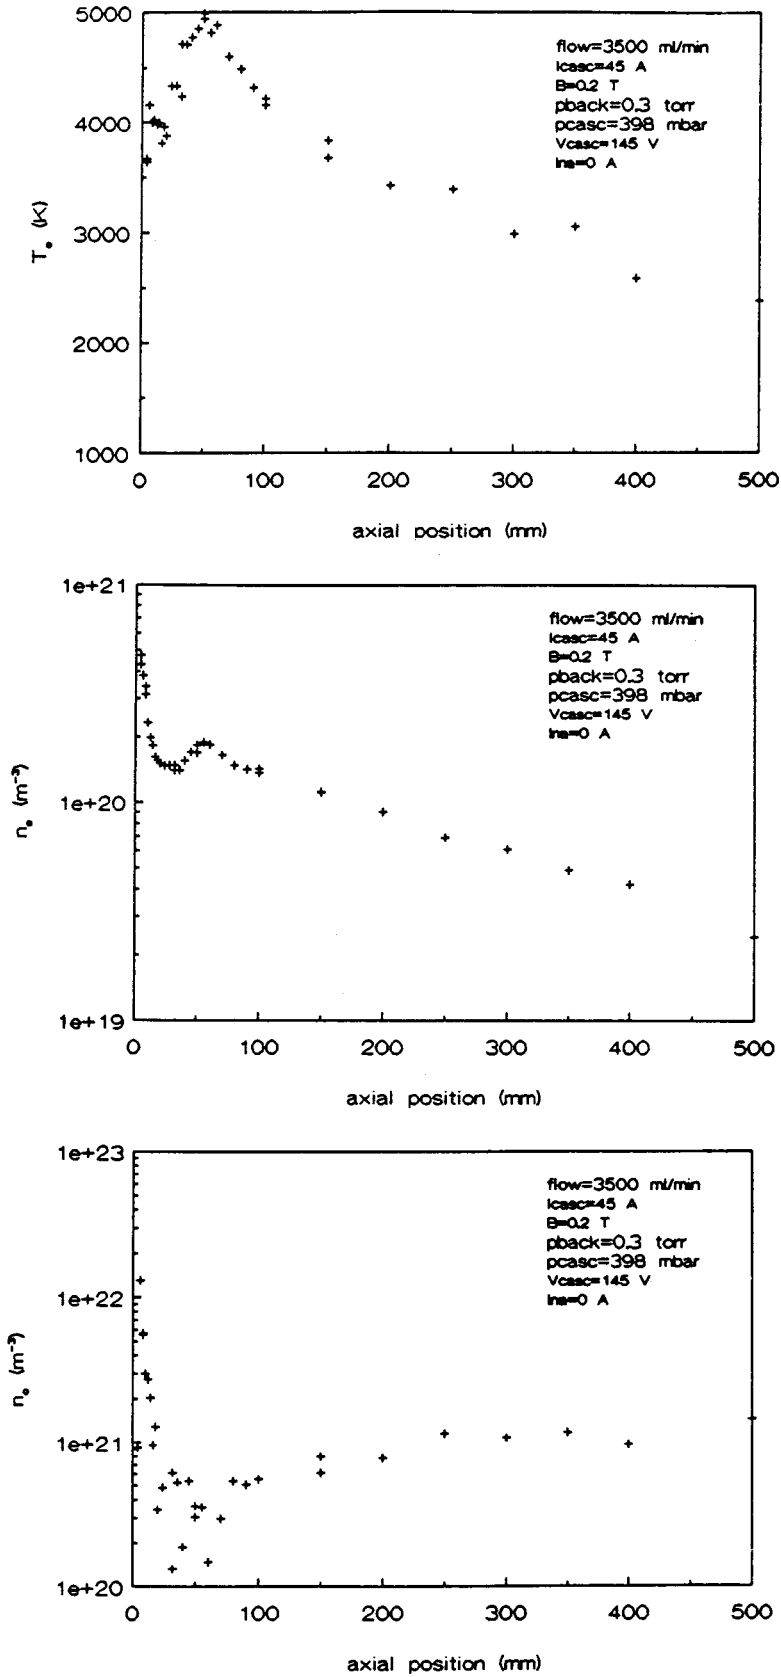 5000
4000
3000
2000
1000
Tₑ (K)
flow=3500 ml/min
Icasc=45 A
B=0.2 T
pback=0.3 torr
pcasc=398 mbar
Vcasc=145 V
Ins=0 A
0 100 200 300 400 500
axial position (mm)
1e+21
1e+20
1e+19
nₑ (m⁻³)
flow=3500 ml/min
Icasc=45 A
B=0.2 T
pback=0.3 torr
pcasc=398 mbar
Vcasc=145 V
Ins=0 A
0 100 200 300 400 500
axial position (mm)
1e+23
1e+22
1e+21
1e+20
nₒ (m⁻³)
flow=3500 ml/min
Icasc=45 A
B=0.2 T
pback=0.3 torr
pcasc=398 mbar
Vcasc=145 V
Ins=0 A
0 100 200 300 400 500
axial position (mm)